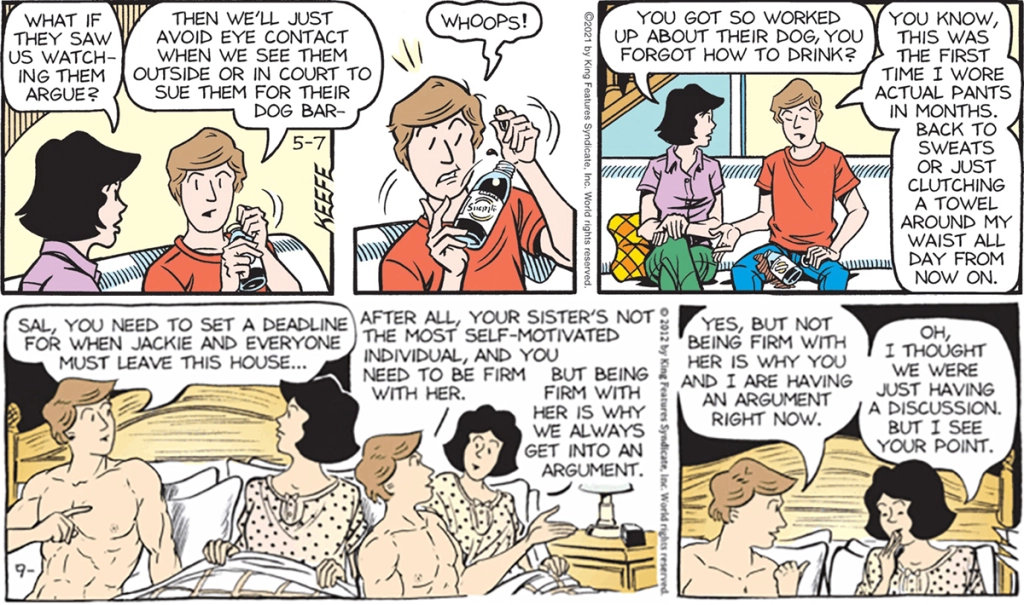 WHAT IF
THEY SAW
US WATCH-
ING THEM
ARGUE?
THEN WE'LL JUST
AVOID EYE CONTACT
WHEN WE SEE THEM
OUTSIDE OR IN COURT TO
SUE THEM FOR THEIR
DOG BAR-
5-7
KEEFE
WHOOPS!
©2021 by King Features Syndicate, Inc. World rights reserved.
YOU GOT SO WORKED
UP ABOUT THEIR DOG, YOU
FORGOT HOW TO DRINK?
YOU KNOW,
THIS WAS
THE FIRST
TIME I WORE
ACTUAL PANTS
IN MONTHS.
BACK TO
SWEATS
OR JUST
CLUTCHING
A TOWEL
AROUND MY
WAIST ALL
DAY FROM
NOW ON.
SAL, YOU NEED TO SET A DEADLINE
FOR WHEN JACKIE AND EVERYONE
MUST LEAVE THIS HOUSE...
9-
AFTER ALL, YOUR SISTER'S NOT
THE MOST SELF-MOTIVATED
INDIVIDUAL, AND YOU
NEED TO BE FIRM
WITH HER.
BUT BEING
FIRM WITH
HER IS WHY
WE ALWAYS
GET INTO AN
ARGUMENT.
©2012 by King Features Syndicate, Inc. World rights reserved.
YES, BUT NOT
BEING FIRM WITH
HER IS WHY YOU
AND I ARE HAVING
AN ARGUMENT
RIGHT NOW.
OH,
I THOUGHT
WE WERE
JUST HAVING
A DISCUSSION.
BUT I SEE
YOUR POINT.